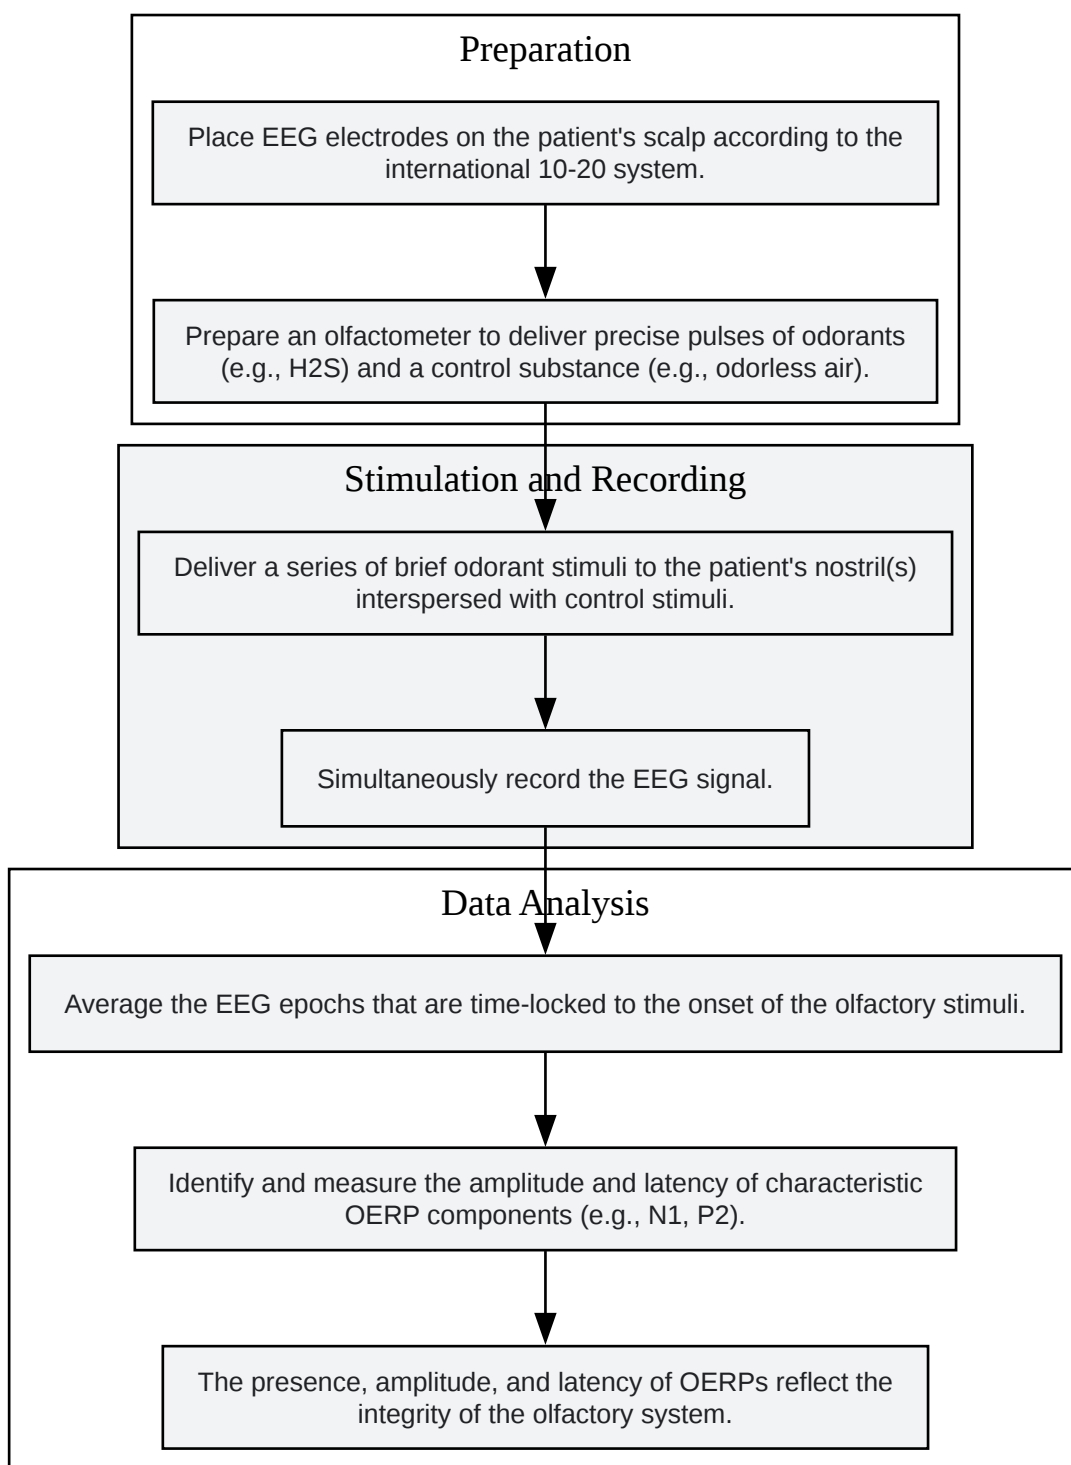 Preparation
Place EEG electrodes on the patient's scalp according to the
international 10-20 system.
Prepare an olfactometer to deliver precise pulses of odorants
(e.g., H2S) and a control substance (e.g., odorless air).
Stimulation and Recording
Deliver a series of brief odorant stimuli to the patient's nostril(s)
interspersed with control stimuli.
Simultaneously record the EEG signal.
Data Analysis
Average the EEG epochs that are time-locked to the onset of the olfactory stimuli.
Identify and measure the amplitude and latency of characteristic
OERP components (e.g., N1, P2).
The presence, amplitude, and latency of OERPs reflect the
integrity of the olfactory system.